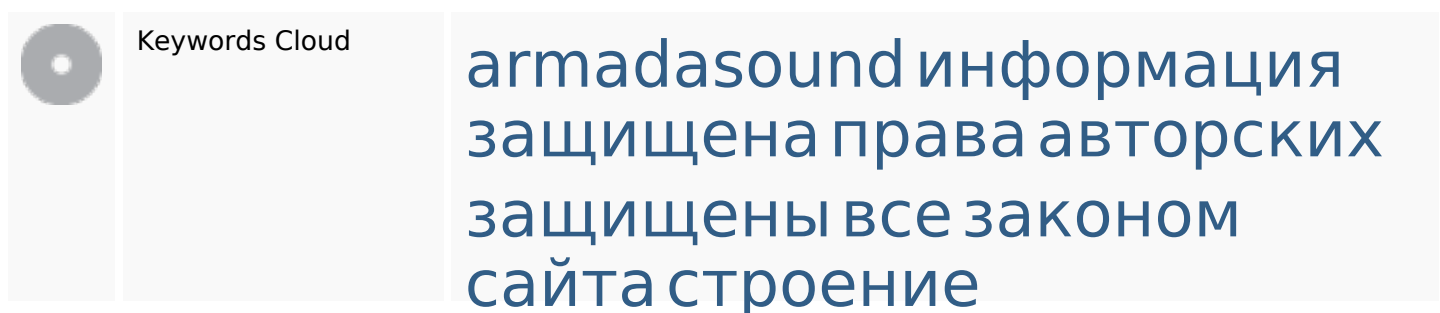 Keywords Cloud
armadasound информация
защищена права авторских
защищены все законом
сайта строение